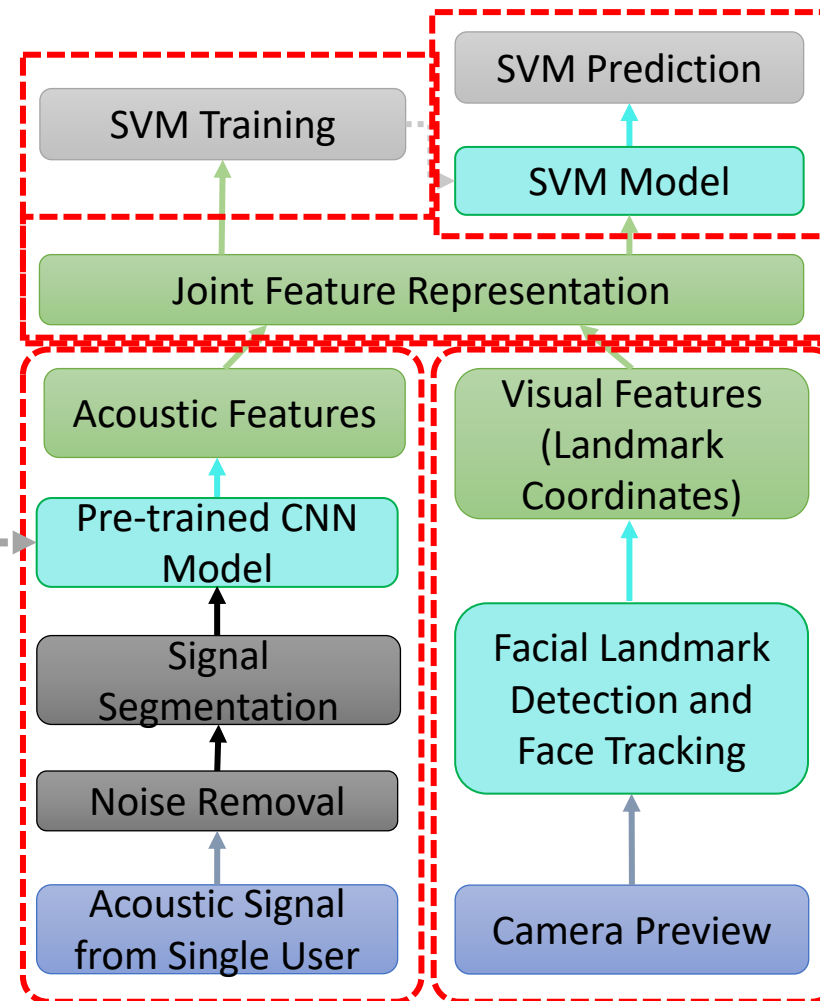 SVM Prediction
SVM Training
SVM Model
Joint Feature Representation
Acoustic Features
Pre-trained CNN
Model
Signal
Segmentation
Noise Removal
Acoustic Signal
from Single User
Visual Features
(Landmark
Coordinates)
Facial Landmark
Detection and
Face Tracking
Camera Preview